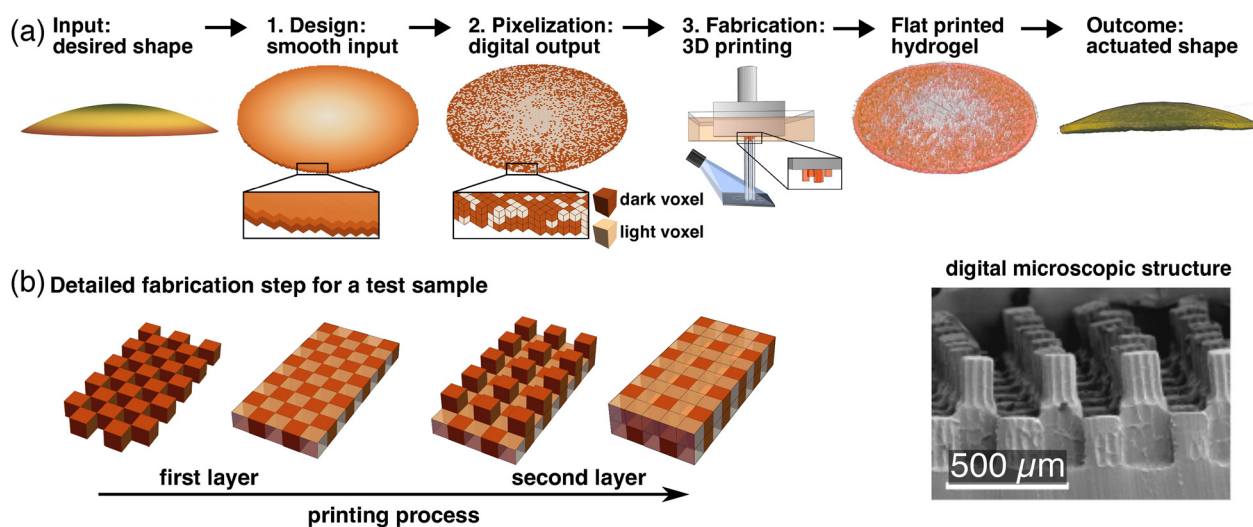 (a)
Input:
desired shape
1. Design:
smooth input
2. Pixelization:
digital output
3. Fabrication:
3D printing
Flat printed
hydrogel
Outcome:
actuated shape
dark voxel
light voxel
(b)
Detailed fabrication step for a test sample
first layer
second layer
printing process
digital microscopic structure
500 µm